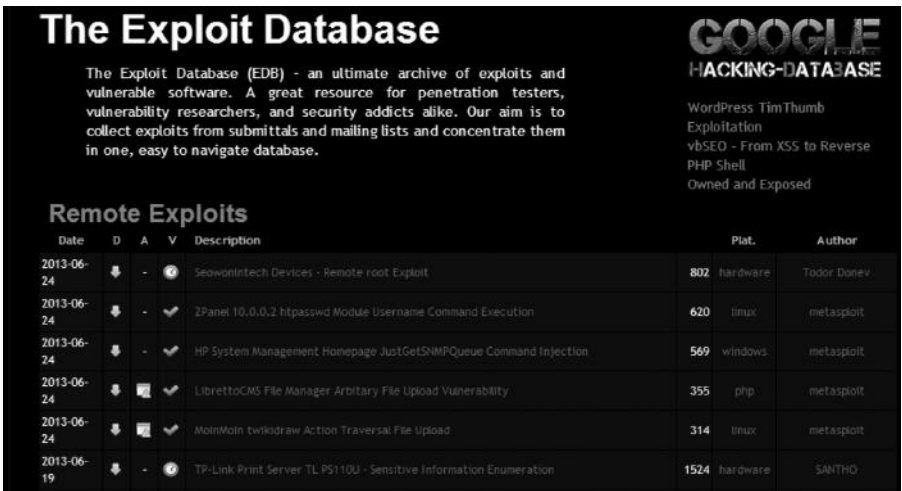 The Exploit Database
The Exploit Database (EDB) - an ultimate archive of exploits and
vulnerable software. A great resource for penetration testers,
vulnerability researchers, and security addicts alike. Our aim is to
collect exploits from submittals and mailing lists and concentrate them
in one, easy to navigate database.
GOOGLE
HACKING-DATABASE
WordPress TimThumb
Exploitation
vbSEO - From XSS to Reverse
PHP Shell
Owned and Exposed
Remote Exploits
Date D A V Description Plat. Author
2013-06-24 - Seowonintech Devices - Remote root Exploit 802 hardware Todor Donev
2013-06-24 - ZPanel 10.0.0.2 htpasswd Module Username Command Execution 620 linux metasploit
2013-06-24 - HP System Management Homepage JustGetSNMPQueue Command Injection 569 windows metasploit
2013-06-24 LibrettoCMS File Manager Arbitary File Upload Vulnerability 355 php metasploit
2013-06-24 MoinMoin twikidraw Action Traversal File Upload 314 linux metasploit
2013-06-19 - TP-Link Print Server TL PS110U - Sensitive Information Enumeration 1524 hardware SANTHO